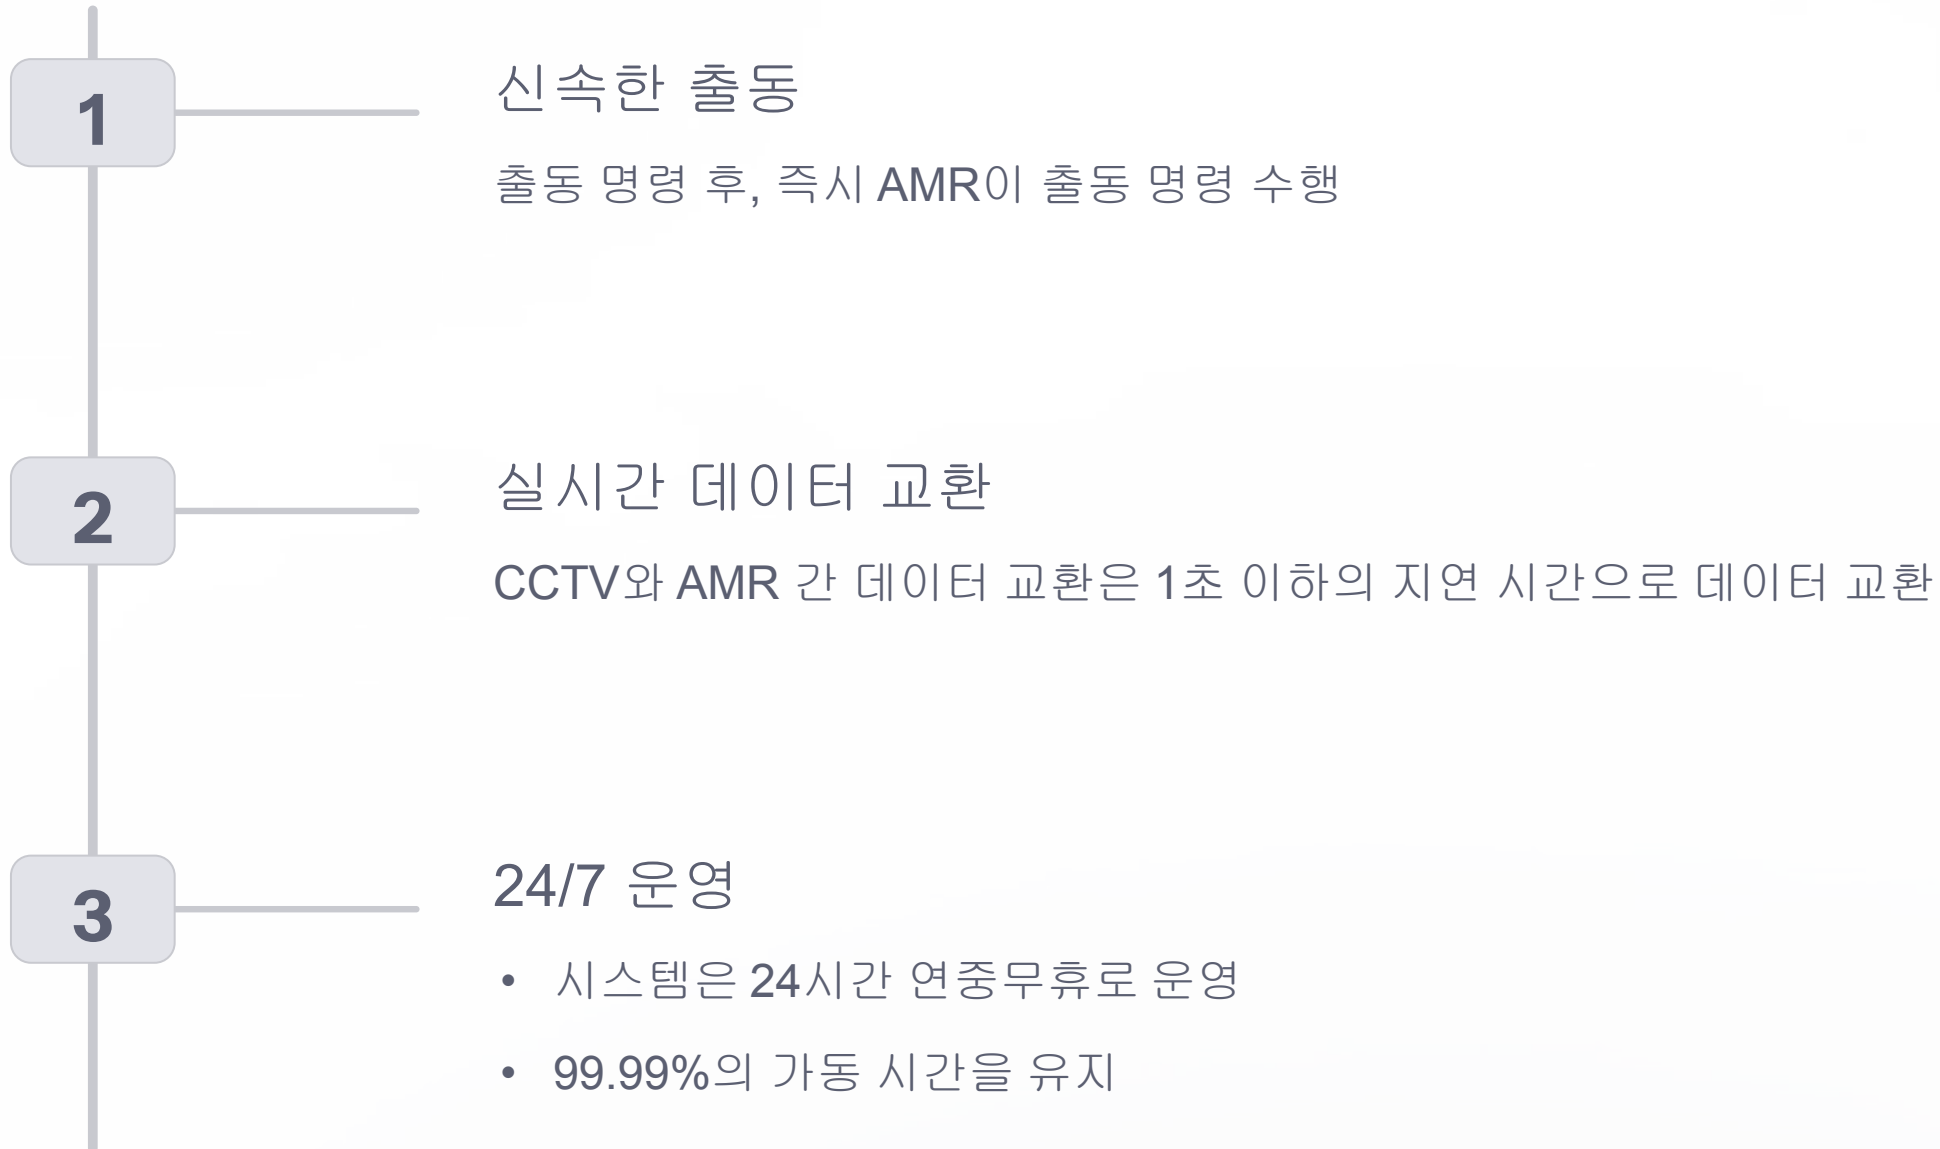 1
신속한 출동
출동 명령 후, 즉시 AMR이 출동 명령 수행
2
실시간 데이터 교환
CCTV와 AMR 간 데이터 교환은 1초 이하의 지연 시간으로 데이터 교환
3
24/7 운영
• 시스템은 24시간 연중무휴로 운영
• 99.99%의 가동 시간을 유지